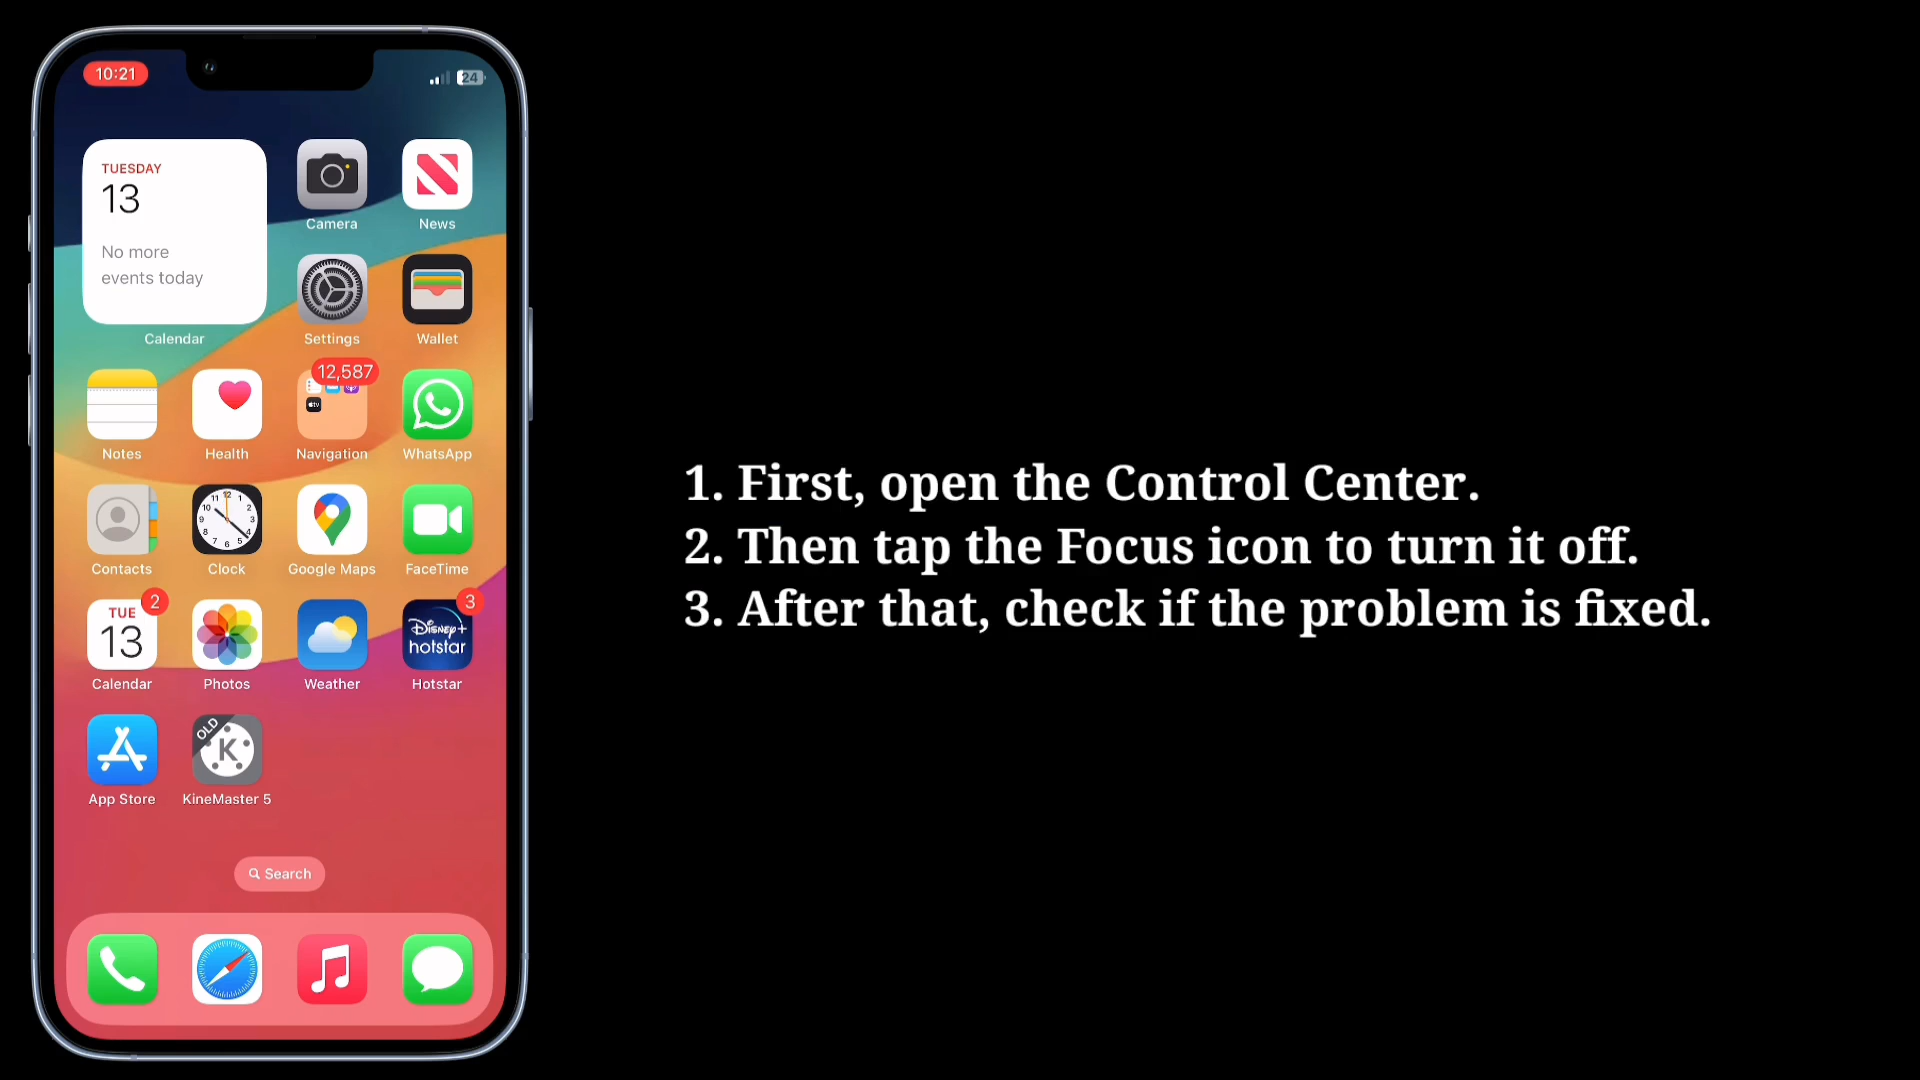 10:21
24
TUESDAY
13
No more
events today
Calendar
Camera
News
Settings
Wallet
12,587
tv
Notes
Health
Navigation
WhatsApp
Contacts
Clock
Google Maps
FaceTime
TUE
13
2
Disney+
hotstar
3
Calendar
Photos
Weather
Hotstar
OLD
K
App Store
KineMaster 5
Search
1. First, open the Control Center.
2. Then tap the Focus icon to turn it off.
3. After that, check if the problem is fixed.